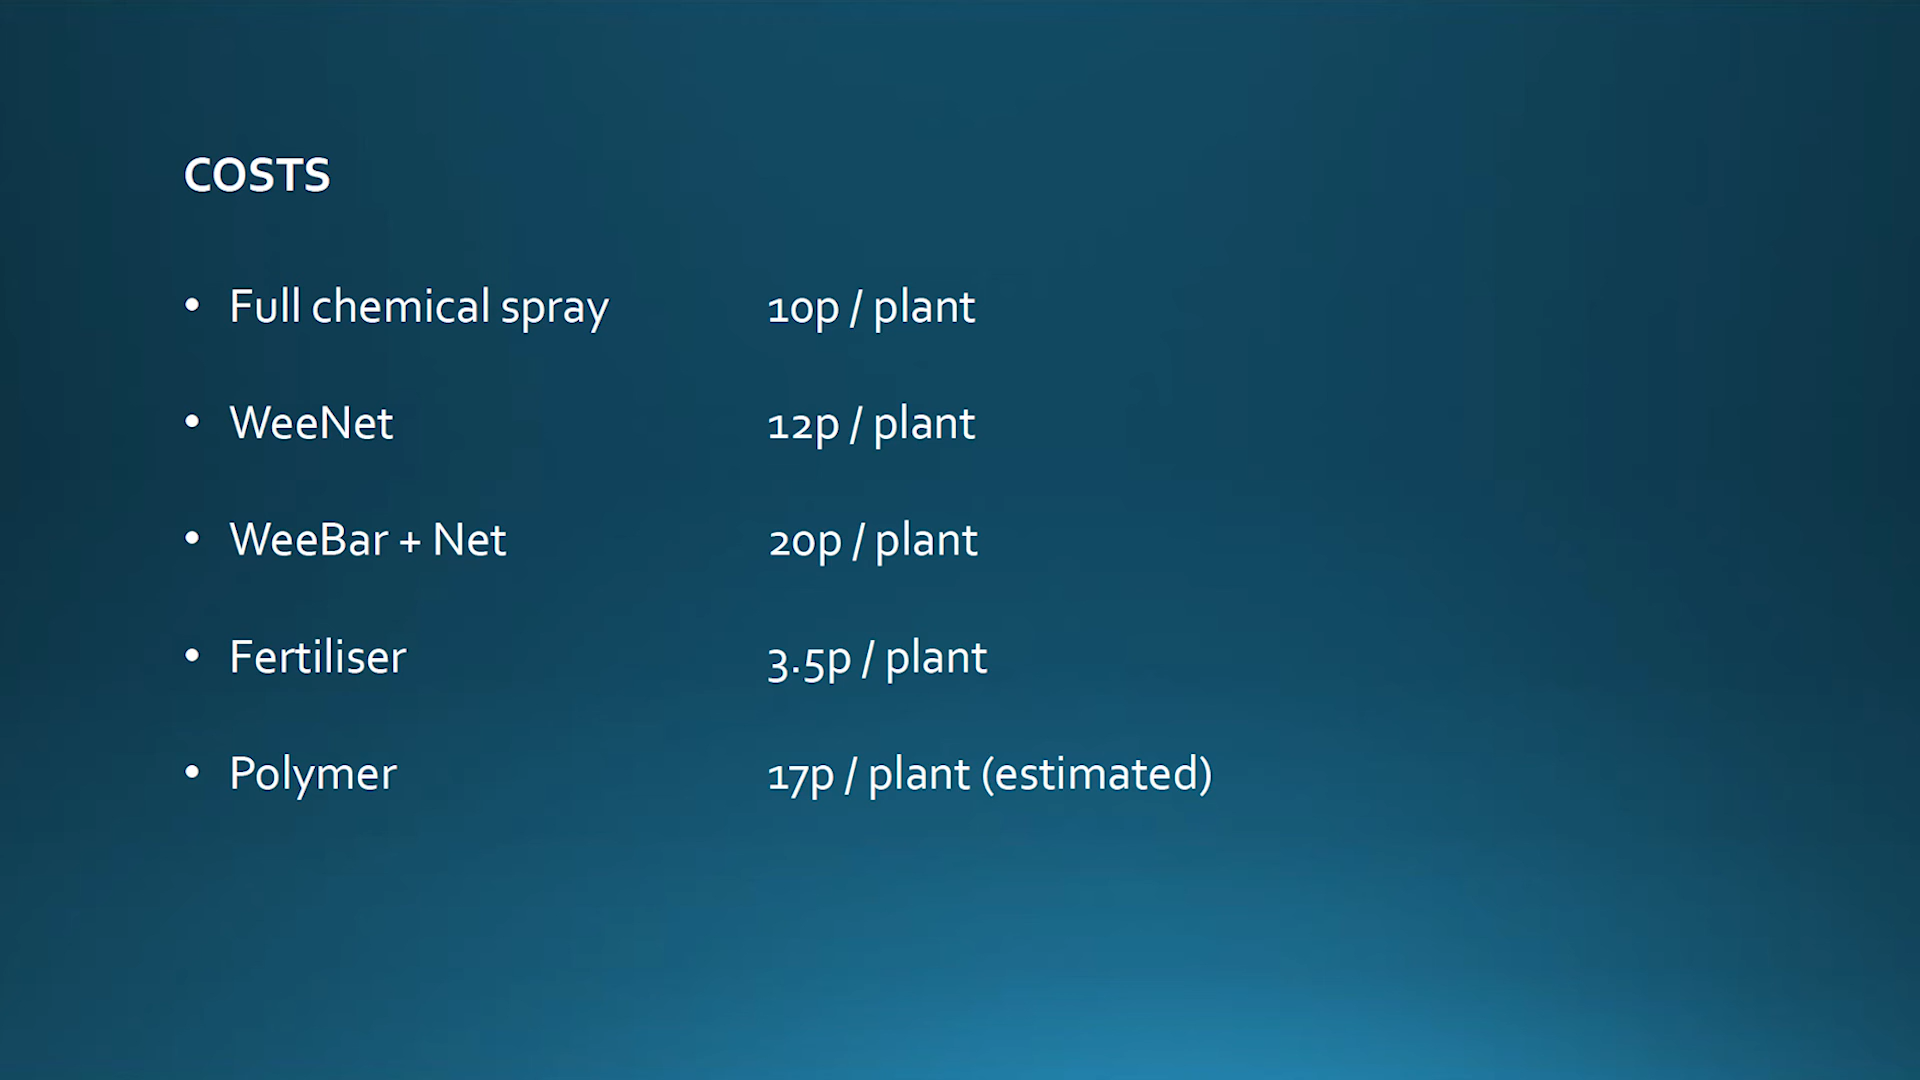 COSTS
• Full chemical spray 10p / plant
• WeeNet 12p / plant
• WeeBar + Net 20p / plant
• Fertiliser 3.5p / plant
• Polymer 17p / plant (estimated)